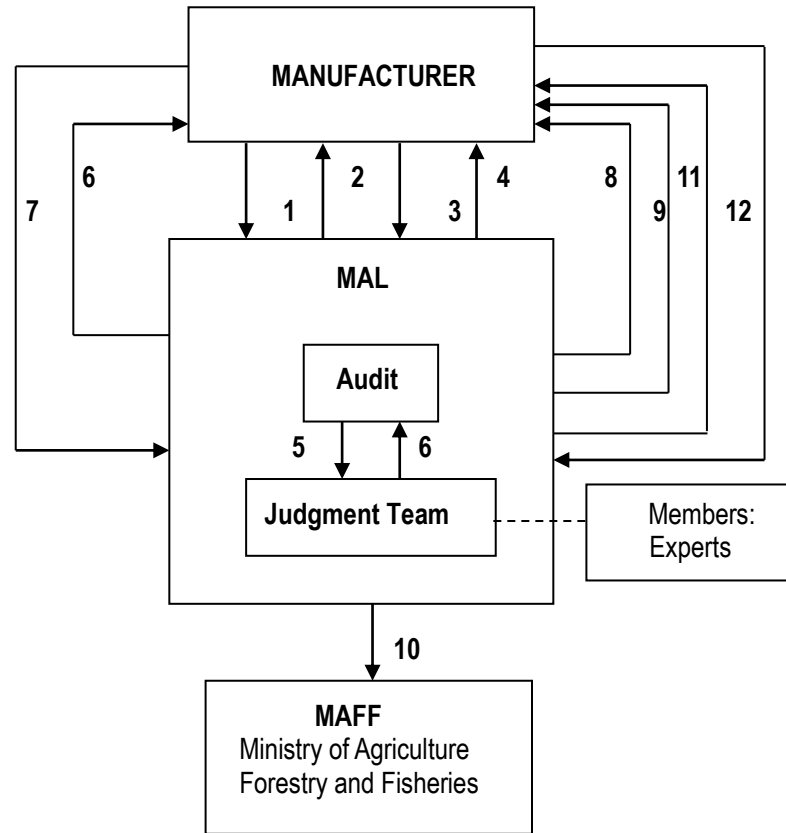 MANUFACTURER
6
2
4
8
11
7
1
3
9
12
MAL
Audit
5
6
Judgment Team
Members:
Experts
10
MAFF
Ministry of Agriculture
Forestry and Fisheries